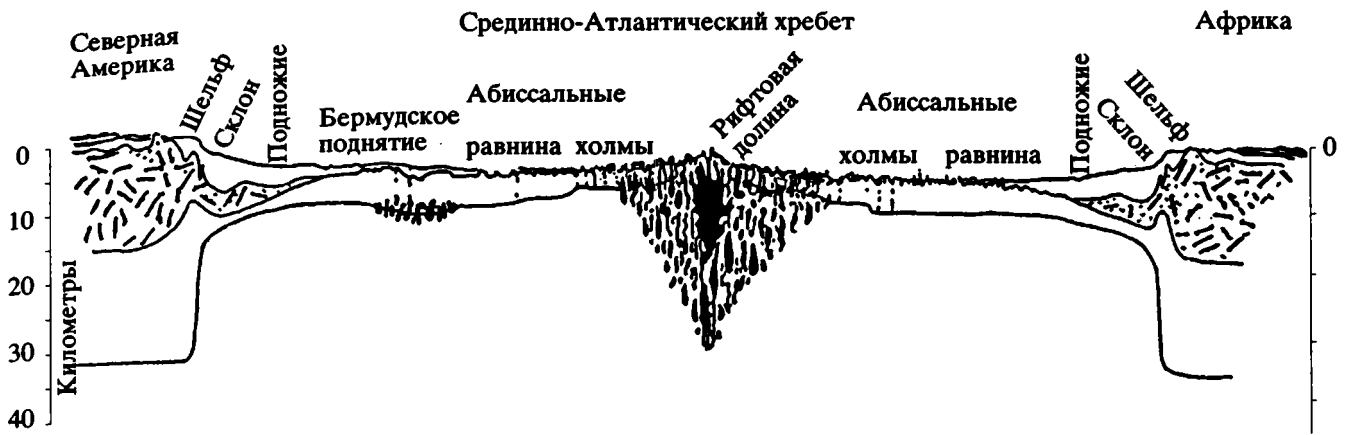 Срединно-Атлантический хребет
Африка
Северная
Америка
Шельф
Склон
Подножие
Бермудское
поднятие
Абиссальные
равнина холмы
Рифтовая
долина
Абиссальные
холмы равнина
Подножие
Склон
Шельф
0
10
20
30
40
Километры
0